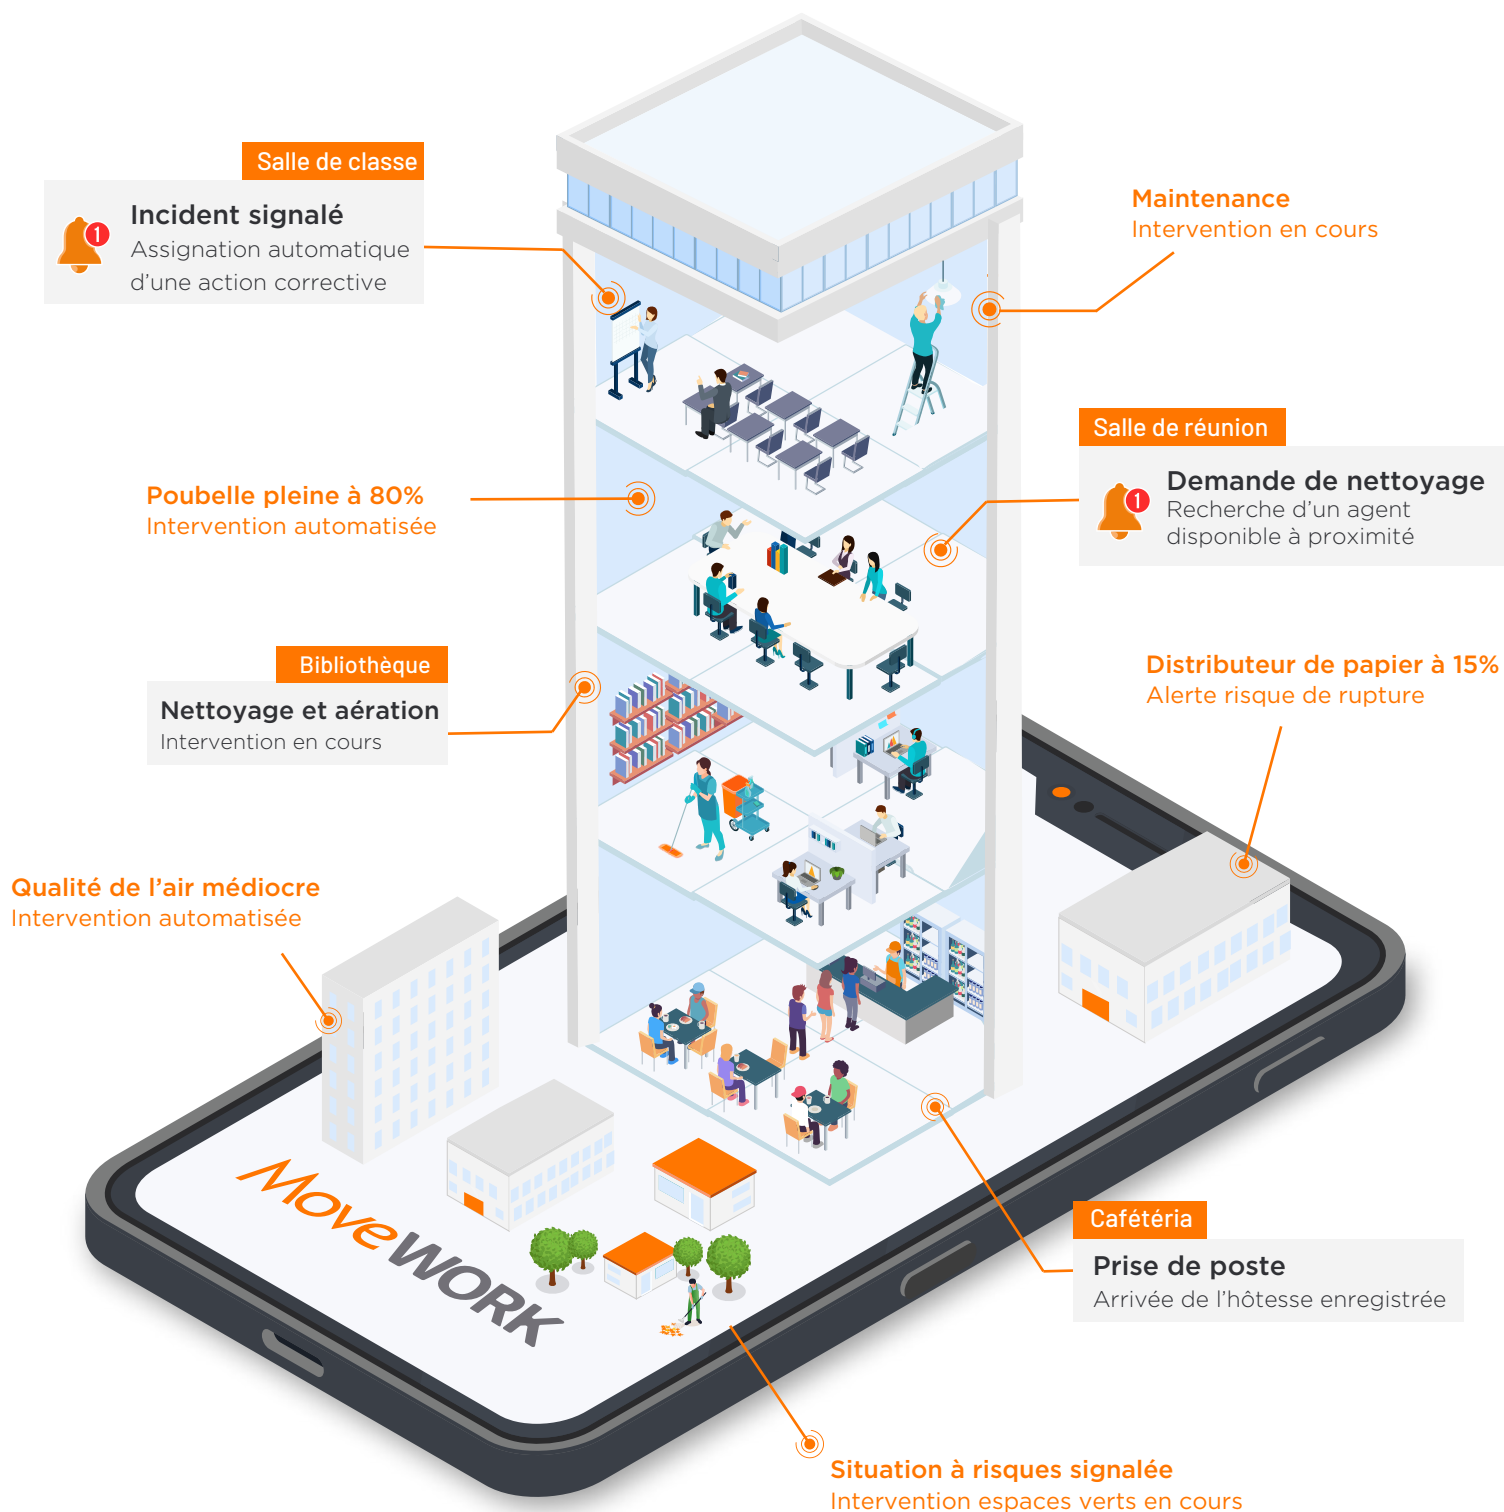 Salle de classe
Incident signalé
Assignation automatique
d'une action corrective
Maintenance
Intervention en cours
Salle de réunion
Demande de nettoyage
Recherche d'un agent
disponible à proximité
Poubelle pleine à 80%
Intervention automatisée
Bibliothèque
Nettoyage et aération
Intervention en cours
Distributeur de papier à 15%
Alerte risque de rupture
Qualité de l'air médiocre
Intervention automatisée
MoveWORK
Cafétéria
Prise de poste
Arrivée de l'hôtesse enregistrée
Situation à risques signalée
Intervention espaces verts en cours
1
1